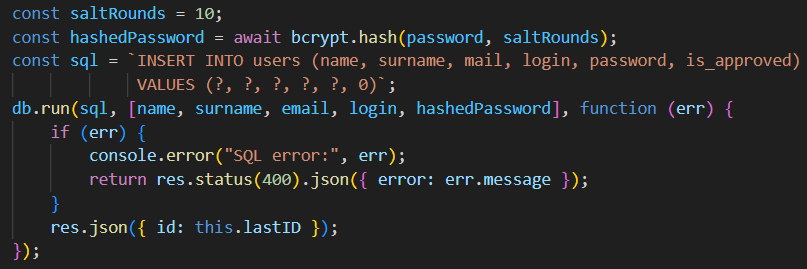 const saltRounds = 10;
const hashedPassword = await bcrypt.hash(password, saltRounds);
const sql = `INSERT INTO users (name, surname, mail, login, password, is_approved)
             VALUES (?, ?, ?, ?, ?, 0)`;
db.run(sql, [name, surname, email, login, hashedPassword], function (err) {
    if (err) {
        console.error("SQL error:", err);
        return res.status(400).json({ error: err.message });
    }
    res.json({ id: this.lastID });
});